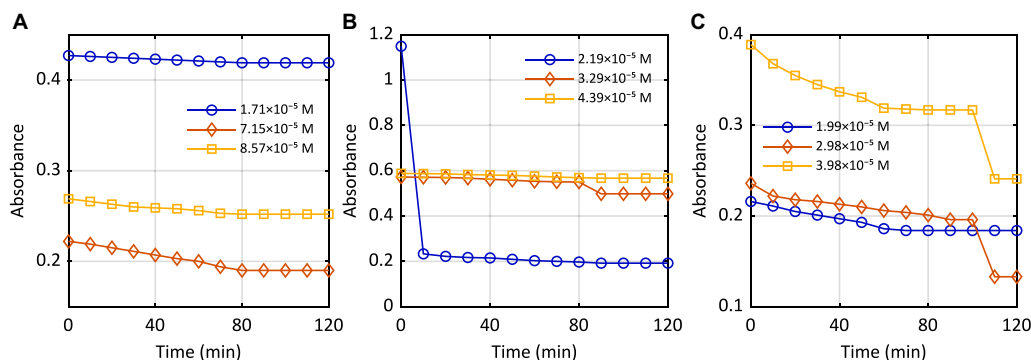 A
Absorbance
0.4
0.3
0.2
1.71×10⁻⁵ M
7.15×10⁻⁵ M
8.57×10⁻⁵ M
0 40 80 120
Time (min)
B
Absorbance
1.2
1
0.8
0.6
0.4
0.2
0
2.19×10⁻⁵ M
3.29×10⁻⁵ M
4.39×10⁻⁵ M
0 40 80 120
Time (min)
C
Absorbance
0.4
0.3
0.2
0.1
1.99×10⁻⁵ M
2.98×10⁻⁵ M
3.98×10⁻⁵ M
0 40 80 120
Time (min)